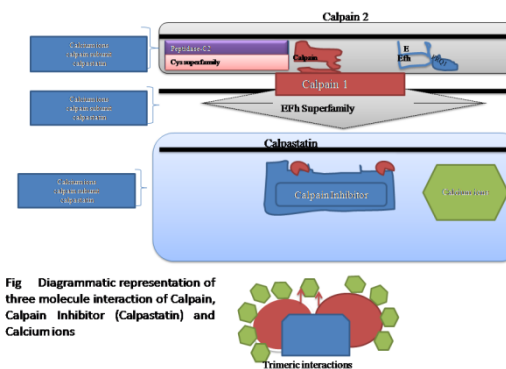 Calpain 2
Calcium ions
calpain subunit
calpastatin
Peptidase-C2
Cys superfamily
Calpain
E
Efh
Calpain 1
Calcium ions
calpain subunit
calpastatin
EFh Superfamily
Calpastatin
Calcium ions
calpain subunit
calpastatin
Calpain Inhibitor
Fig Diagrammatic representation of
three molecule interaction of Calpain,
Calpain Inhibitor (Calpastatin) and
Calcium ions
Trimeric interactions